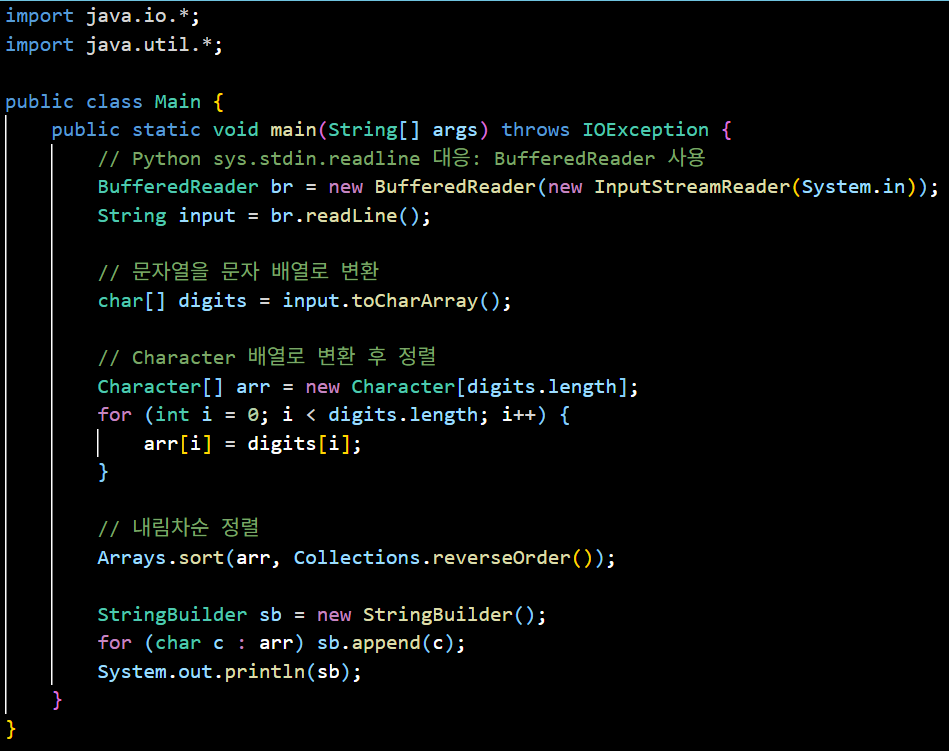 import java.io.*;
import java.util.*;

public class Main {
    public static void main(String[] args) throws IOException {
        // Python sys.stdin.readline 대응: BufferedReader 사용
        BufferedReader br = new BufferedReader(new InputStreamReader(System.in));
        String input = br.readLine();

        // 문자열을 문자 배열로 변환
        char[] digits = input.toCharArray();

        // Character 배열로 변환 후 정렬
        Character[] arr = new Character[digits.length];
        for (int i = 0; i < digits.length; i++) {
            arr[i] = digits[i];
        }

        // 내림차순 정렬
        Arrays.sort(arr, Collections.reverseOrder());

        StringBuilder sb = new StringBuilder();
        for (char c : arr) sb.append(c);
        System.out.println(sb);
    }
}